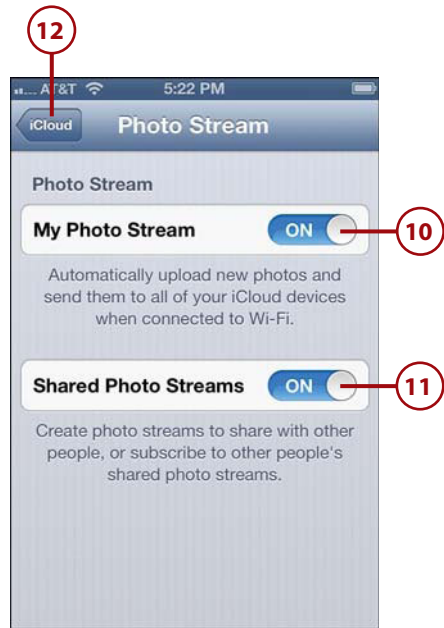 12
AT&T 5:22 PM
iCloud Photo Stream
Photo Stream
My Photo Stream ON 10
Automatically upload new photos and
send them to all of your iCloud devices
when connected to Wi-Fi.
Shared Photo Streams ON 11
Create photo streams to share with other
people, or subscribe to other people's
shared photo streams.